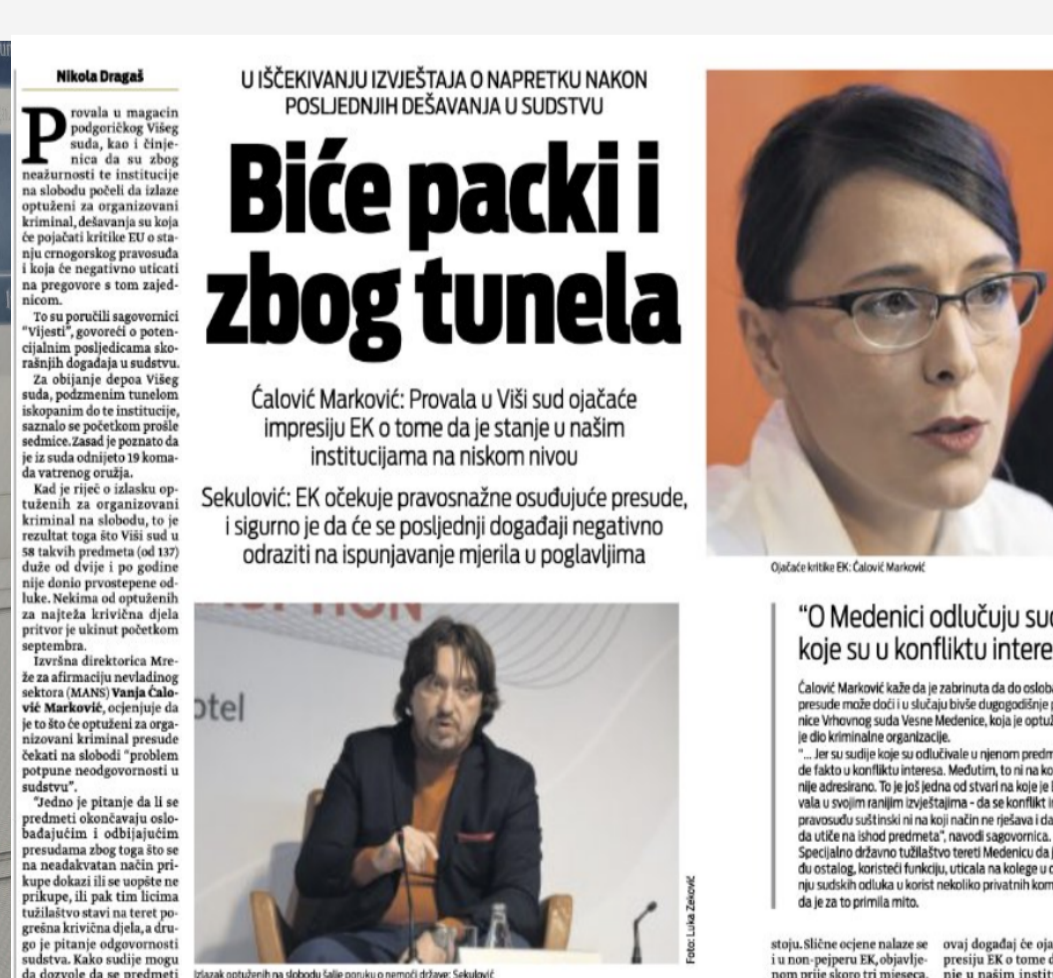 Nikola Dragaš
Provala u magacin
podgoričkog Višeg
suda, kao i činje-
nica da su zbog
neažurnosti te institucije
na slobodu počeli da izlaze
optuženi za organizovani
kriminal, dešavanja su koja
će pojačati kritike EU o sta-
nju crnogorskog pravosuđa
i koja će negativno uticati
na pregovore s tom zajed-
nicom.
To su poručili sagovornici
"Vijesti", govoreći o poten-
cijalnim posljedicama sko-
rašnjih događaja u sudstvu.
Za obijanje depoa Višeg
suda, podzmenim tunelom
iskopanim do te institucije,
saznalo se početkom prošle
sedmice. Zasad je poznato da
je iz suda odnijeto 19 koma-
da vatrenog oružja.
Kad je riječ o izlasku op-
tuženih za organizovani
kriminal na slobodu, to je
rezultat toga što Viši sud u
58 takvih predmeta (od 137)
duže od dvije i po godine
nije donio prvostepene od-
luke. Nekima od optuženih
za najteža krivična djela
pritvor je ukinut početkom
septembra.
Izvršna direktorica Mre-
že za afirmaciju nevladinog
sektora (MANS) Vanja Ćalo-
vić Marković, ocjenjuje da
je to što će optuženi za orga-
nizovani kriminal presude
čekati na slobodi "problem
potpune neodgovornosti u
sudstvu".
"Jedno je pitanje da li se
predmeti okončavaju oslo-
bađajućim i odbijajućim
presudama zbog toga što se
na neadakvatan način pri-
kupe dokazi ili se uopšte ne
prikupe, ili pak tim licima
tužilaštvo stavi na teret po-
grešna krivična djela, a dru-
go je pitanje odgovornosti
sudstva. Kako sudije mogu
da dozvole da se predmeti
U IŠČEKIVANJU IZVJEŠTAJA O NAPRETKU NAKON
POSLJEDNJIH DEŠAVANJA U SUDSTVU
Biće packi i
zbog tunela
Ćalović Marković: Provala u Viši sud ojačaće
impresiju EK o tome da je stanje u našim
institucijama na niskom nivou
Sekulović: EK očekuje pravosnažne osuđujuće presude,
i sigurno je da će se posljednji događaji negativno
odraziti na ispunjavanje mjerila u poglavljima
otel
Foto: Luka Zeković
Izlazak optuženih na slobodu šalje poruku o nemoći države: Sekulović
Ojačaće kritike EK: Ćalović Marković
"O Medenici odlučuju
koje su u konfliktu
Ćalović Marković kaže da je zabrinuta da do
presude može doći i u slučaju bivše dugogodišnje
nice Vrhovnog suda Vesne Medenice, koja je
je dio kriminalne organizacije.
"... Jer su sudije koje su odlučivale u njenom
de fakto u konfliktu interesa. Međutim, to ni na
nije adresirano. To je još jedna od stvari na koje je
vala u svojim ranijim izvještajima - da se konflikt
pravosuđu suštinski ni na koji način ne rješava i da
da utiče na ishod predmeta", navodi sagovornica.
Specijalno državno tužilaštvo tereti Medenicu da
đu ostalog, koristeći funkciju, uticala na kolege u
nju sudskih odluka u korist nekoliko privatnih
da je za to primila mito.
stoju. Slične ocjene nalaze se
i u non-pejperu EK, objavlje-
nom prije skoro tri mjeseca.
ovaj događaj će
presiju EK o tome
nje u našim